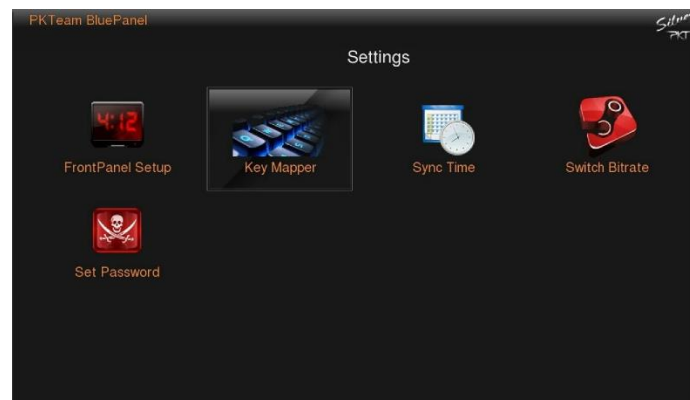 PKTeam BluePanel
Settings
4:12
FrontPanel Setup
Key Mapper
Sync Time
Switch Bitrate
Set Password